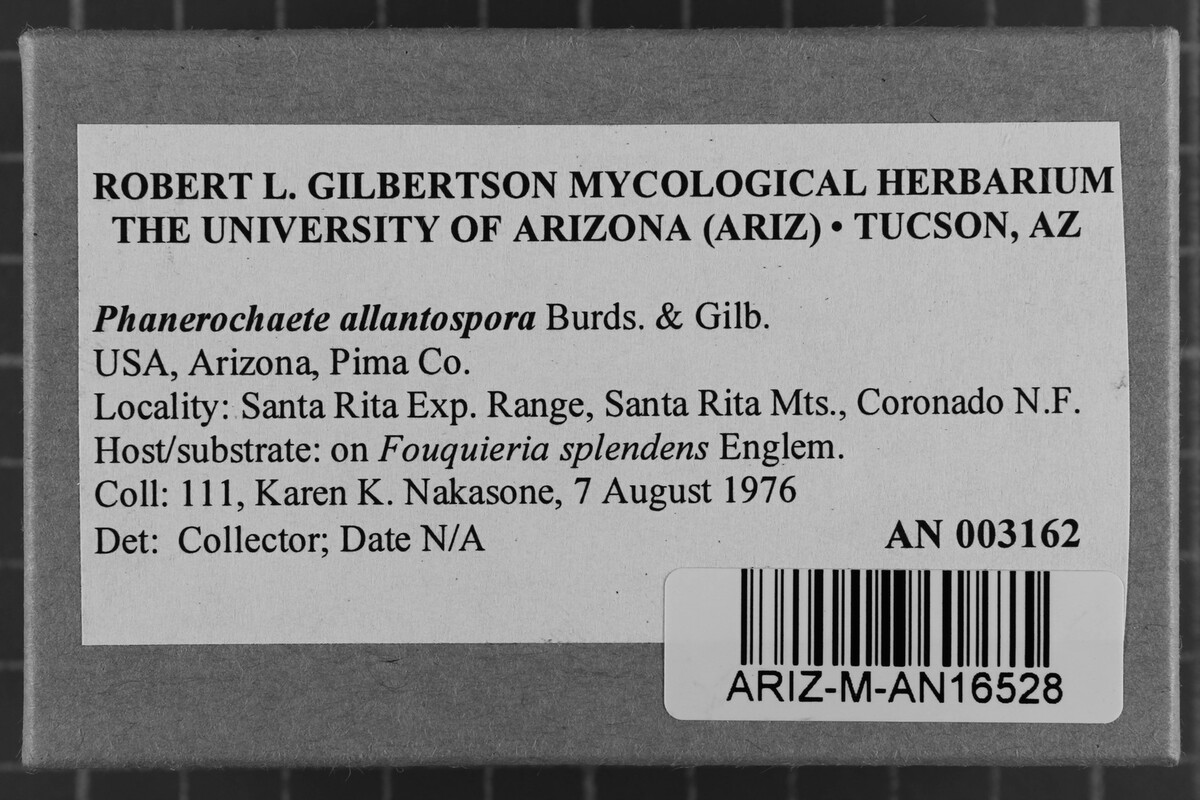 ROBERT L. GILBERTSON MYCOLOGICAL HERBARIUM
THE UNIVERSITY OF ARIZONA (ARIZ) • TUCSON, AZ
Phanerochaete allantospora Burds. & Gilb.
USA, Arizona, Pima Co.
Locality: Santa Rita Exp. Range, Santa Rita Mts., Coronado N.F.
Host/substrate: on Fouquieria splendens Englem.
Coll: 111, Karen K. Nakasone, 7 August 1976
Det: Collector; Date N/A
AN 003162
ARIZ-M-AN16528